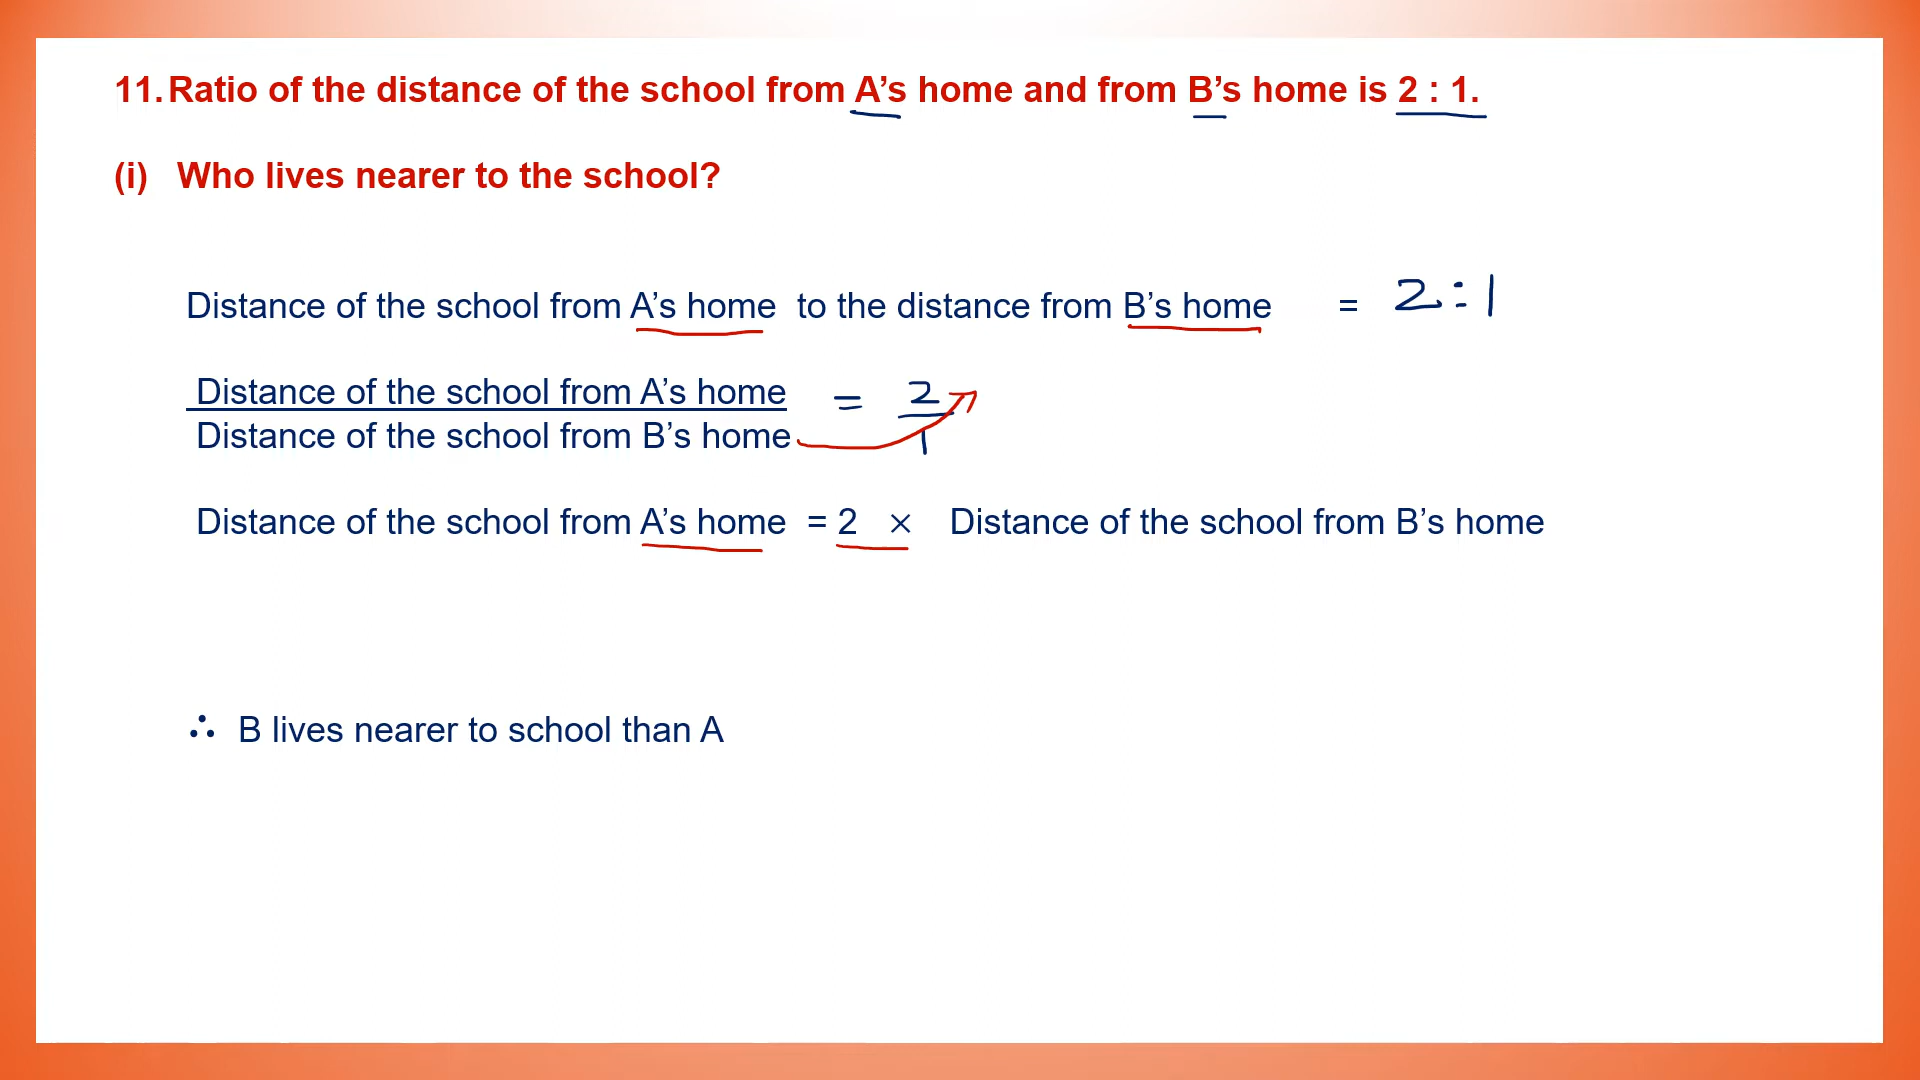 11. Ratio of the distance of the school from A’s home and from B’s home is 2 : 1.
(i) Who lives nearer to the school?
Distance of the school from A’s home to the distance from B’s home = 2 : 1
Distance of the school from A’s home = 2
Distance of the school from B’s home 1
Distance of the school from A’s home = 2 × Distance of the school from B’s home
∴ B lives nearer to school than A